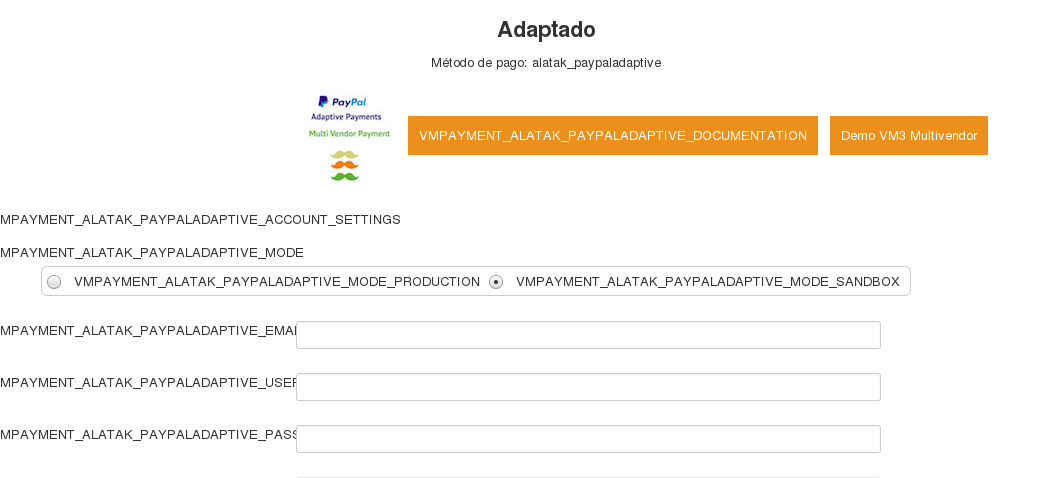 Adaptado
Método de pago: alatak_paypaladaptive
PayPal
Adaptive Payments
Multi Vendor Payment
VMPAYMENT_ALATAK_PAYPALADAPTIVE_DOCUMENTATION
Demo VM3 Multivendor
MPAYMENT_ALATAK_PAYPALADAPTIVE_ACCOUNT_SETTINGS
MPAYMENT_ALATAK_PAYPALADAPTIVE_MODE
VMPAYMENT_ALATAK_PAYPALADAPTIVE_MODE_PRODUCTION VMPAYMENT_ALATAK_PAYPALADAPTIVE_MODE_SANDBOX
MPAYMENT_ALATAK_PAYPALADAPTIVE_EMAI
MPAYMENT_ALATAK_PAYPALADAPTIVE_USER
MPAYMENT_ALATAK_PAYPALADAPTIVE_PASS